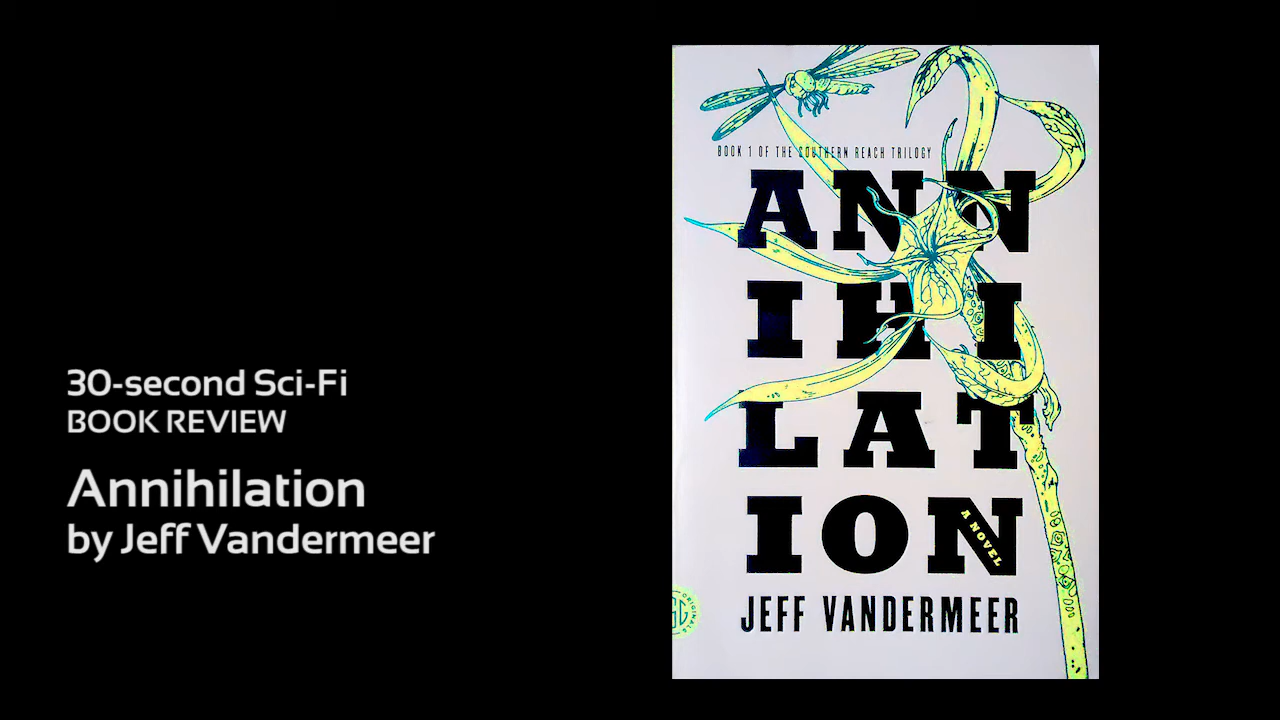 30-second Sci-Fi
BOOK REVIEW
Annihilation
by Jeff Vandermeer
BOOK 1 OF THE SOUTHERN REACH TRILOGY
ANN
IHI
LAT
ION
A NOVEL
JEFF VANDERMEER
ORIGINALS